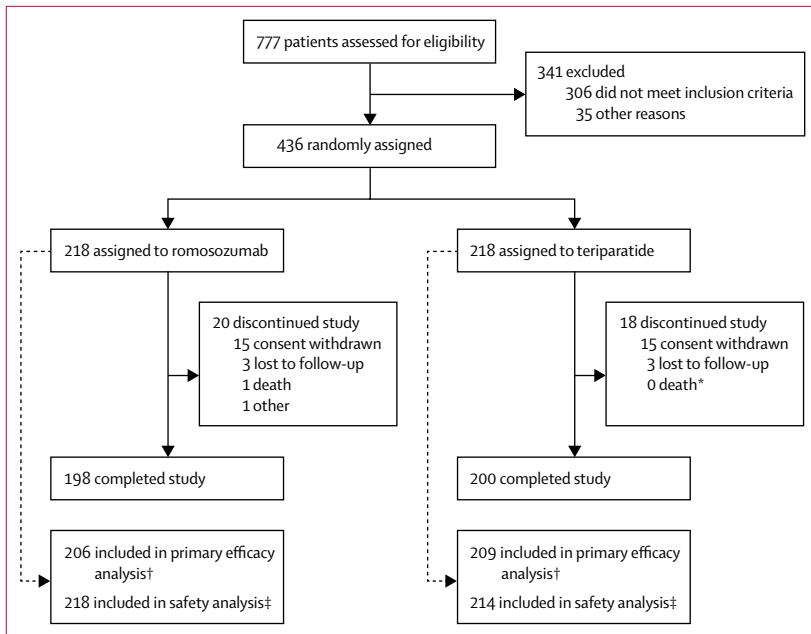 777 patients assessed for eligibility
341 excluded
306 did not meet inclusion criteria
35 other reasons
436 randomly assigned
218 assigned to romosozumab
218 assigned to teriparatide
20 discontinued study
15 consent withdrawn
3 lost to follow-up
1 death
1 other
18 discontinued study
15 consent withdrawn
3 lost to follow-up
0 death*
198 completed study
200 completed study
206 included in primary efficacy
analysis†
218 included in safety analysis‡
209 included in primary efficacy
analysis†
214 included in safety analysis‡